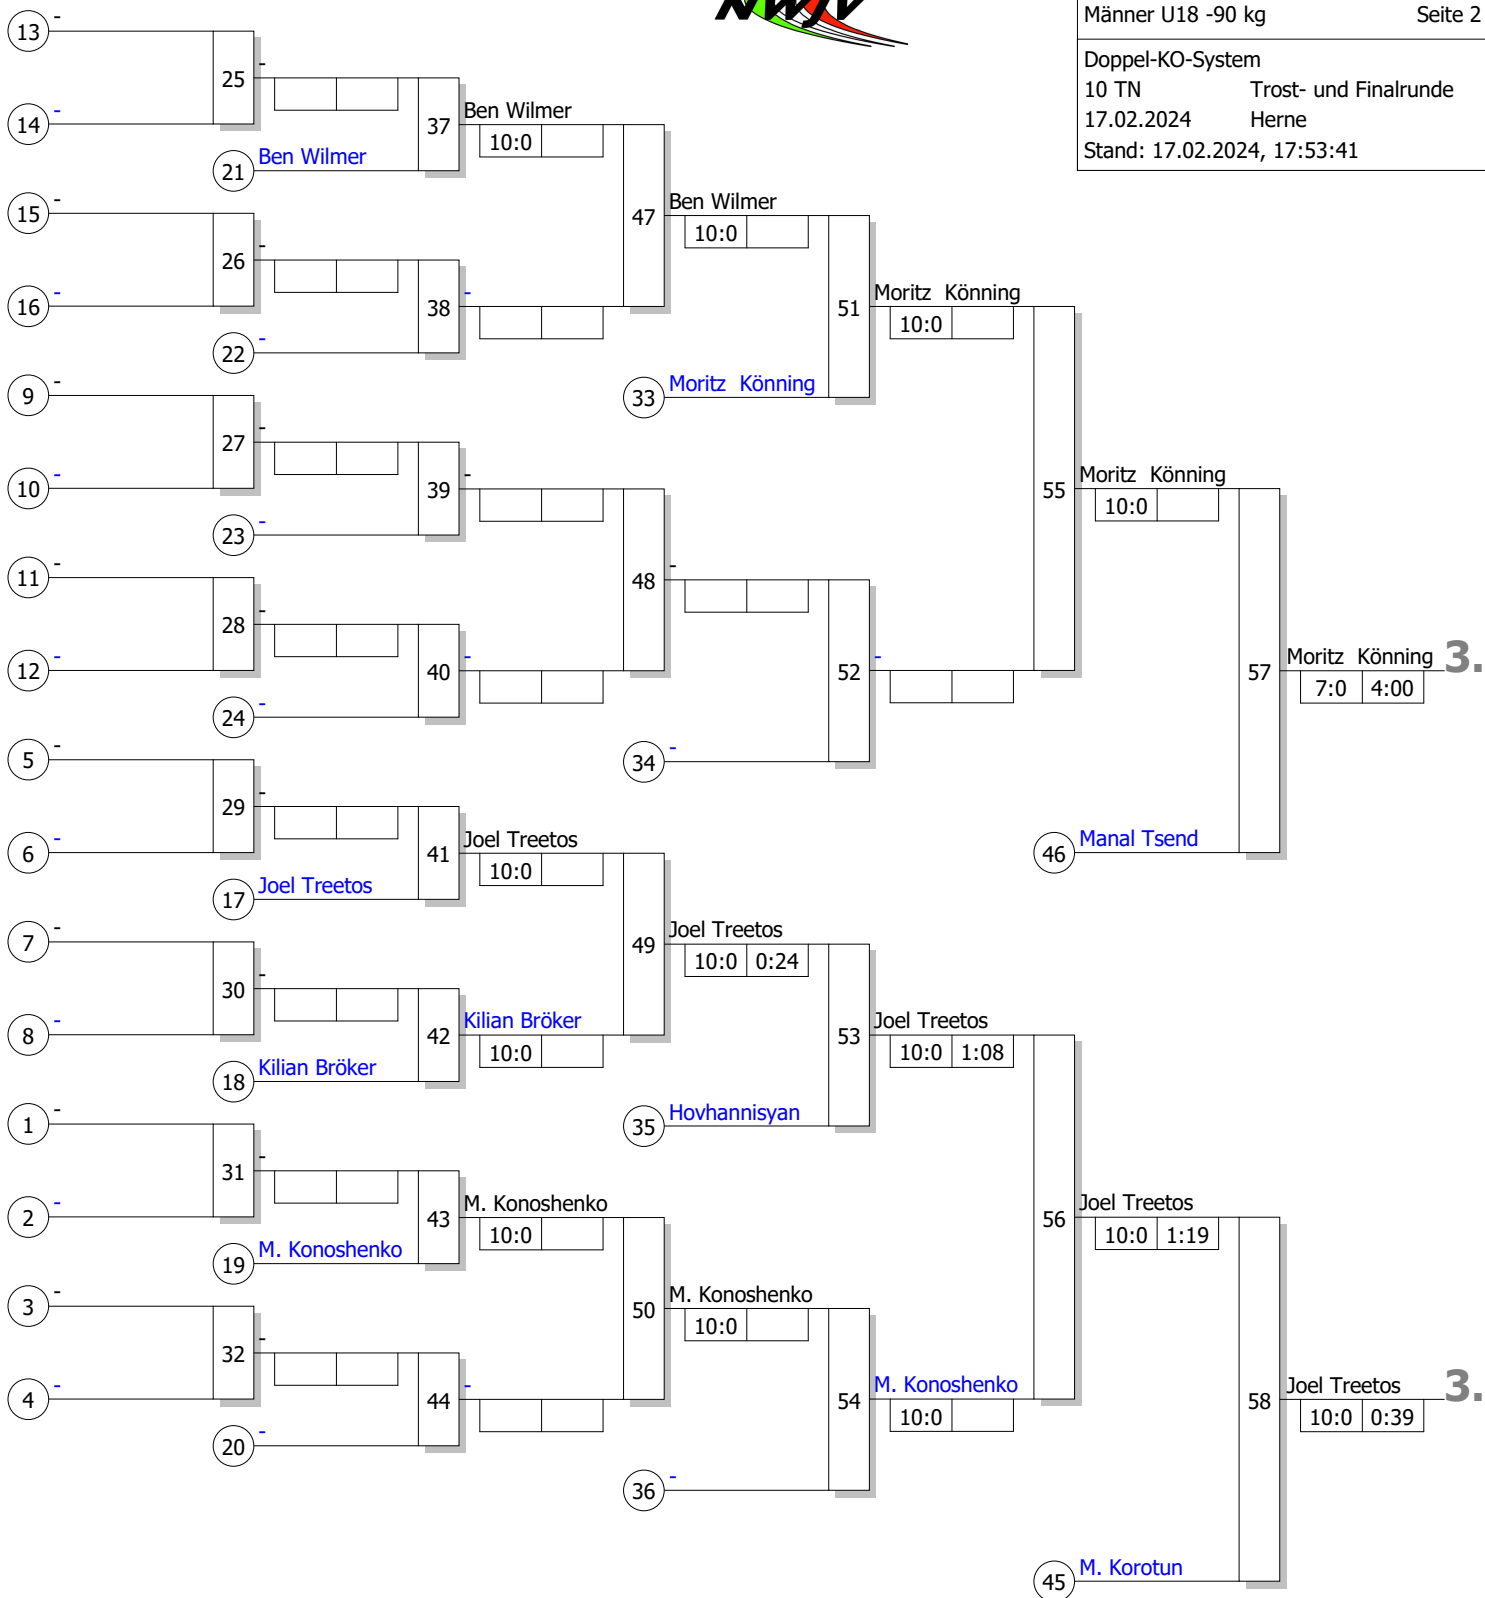 NWJV
Männer U18 -90 kg Seite 2
Doppel-KO-System
10 TN Trost- und Finalrunde
17.02.2024 Herne
Stand: 17.02.2024, 17:53:41
13 -
25 -
14 -
37 Ben Wilmer
10:0
21 Ben Wilmer
15 -
47 Ben Wilmer
10:0
26 -
16 -
38 -
22 -
51 Moritz Könning
10:0
9 -
33 Moritz Könning
27 -
10 -
39 -
23 -
55 Moritz Könning
10:0
11 -
48 -
28 -
12 -
40 -
24 -
52 -
57 Moritz Könning 3.
7:0 4:00
5 -
34 -
29 -
6 -
41 Joel Treetos
10:0
46 Manal Tsend
17 Joel Treetos
7 -
49 Joel Treetos
10:0 0:24
30 -
8 -
42 Kilian Bröker
10:0
18 Kilian Bröker
53 Joel Treetos
10:0 1:08
1 -
35 Hovhannisyan
31 -
2 -
43 M. Konoshenko
10:0
19 M. Konoshenko
56 Joel Treetos
10:0 1:19
3 -
50 M. Konoshenko
10:0
32 -
4 -
44 -
20 -
54 M. Konoshenko
10:0
58 Joel Treetos 3.
10:0 0:39
36 -
45 M. Korotun